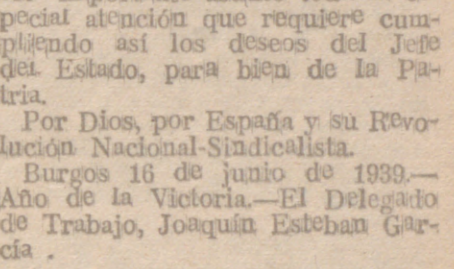 pecial atención que requiere cum-
pliendo así los deseos del Jefe
del Estado, para bien de la Pa-
tria.
Por Dios, por España y su Revo-
lución Nacional-Sindicalista.
Burgos 16 de junio de 1939.—
Año de la Victoria.—El Delegado
de Trabajo, Joaquín Esteban Gar-
cía .